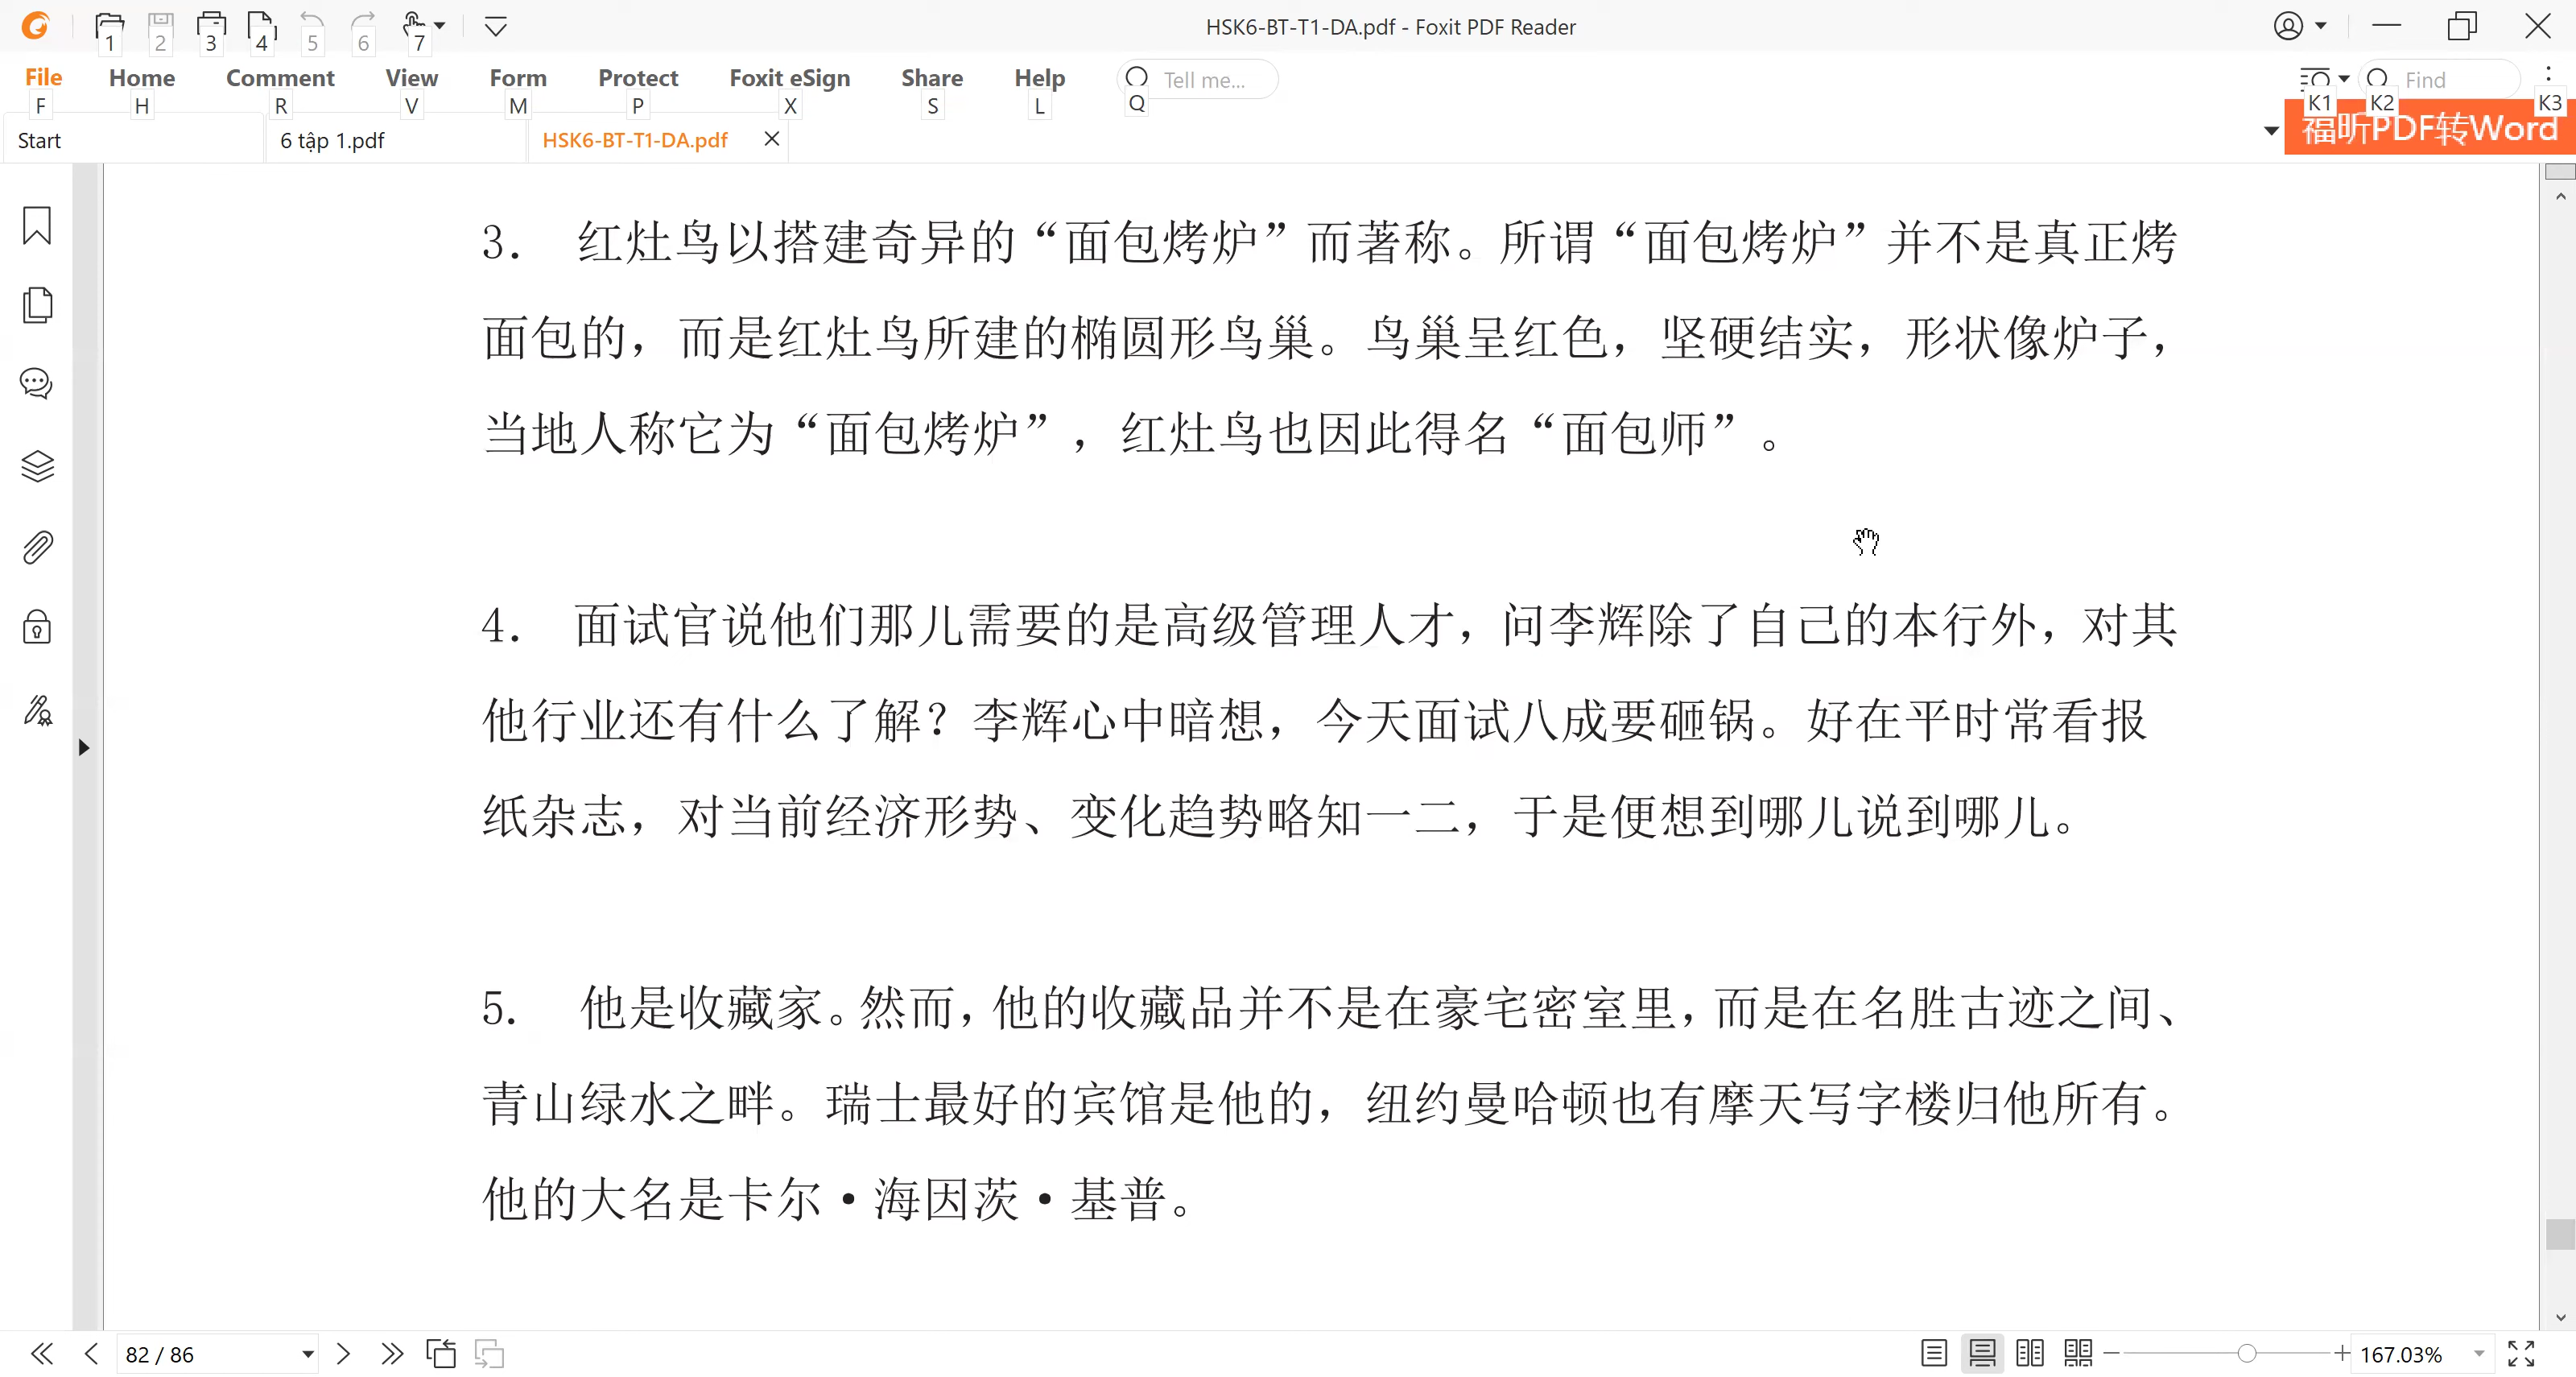 HSK6-BT-T1-DA.pdf - Foxit PDF Reader
1 2 3 4 5 6 7
File Home Comment View Form Protect Foxit eSign Share Help Tell me... Find
F H R V M P X S L Q K1 K2 K3
Start 6 tập 1.pdf HSK6-BT-T1-DA.pdf 福昕PDF转Word
3. 红灶鸟以搭建奇异的“面包烤炉”而著称。所谓“面包烤炉”并不是真正烤
面包的，而是红灶鸟所建的椭圆形鸟巢。鸟巢呈红色，坚硬结实，形状像炉子，
当地人称它为“面包烤炉”，红灶鸟也因此得名“面包师”。
4. 面试官说他们那儿需要的是高级管理人才，问李辉除了自己的本行外，对其
他行业还有什么了解？李辉心中暗想，今天面试八成要砸锅。好在平时常看报
纸杂志，对当前经济形势、变化趋势略知一二，于是便想到哪儿说到哪儿。
5. 他是收藏家。然而，他的收藏品并不是在豪宅密室里，而是在名胜古迹之间、
青山绿水之畔。瑞士最好的宾馆是他的，纽约曼哈顿也有摩天写字楼归他所有。
他的大名是卡尔·海因茨·基普。
82 / 86 167.03%